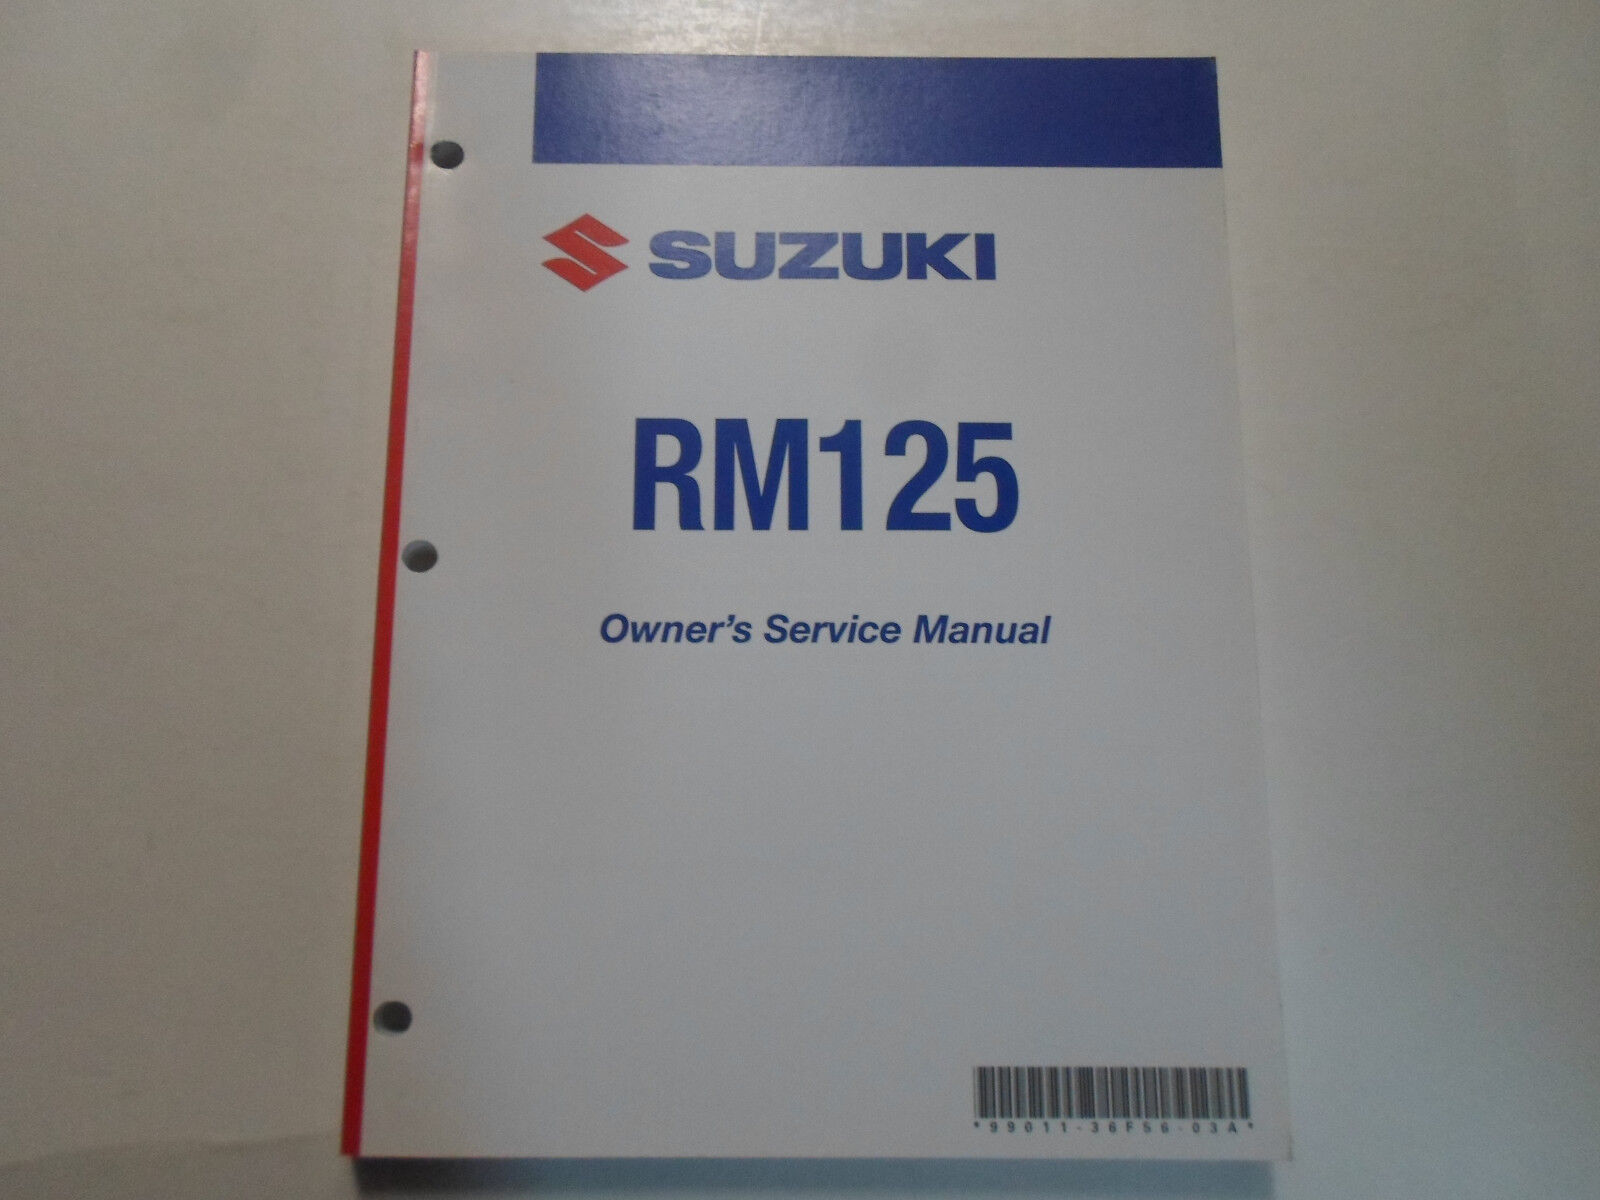 SUZUKI
RM125
Owner's Service Manual
*99011-36F56-03A*